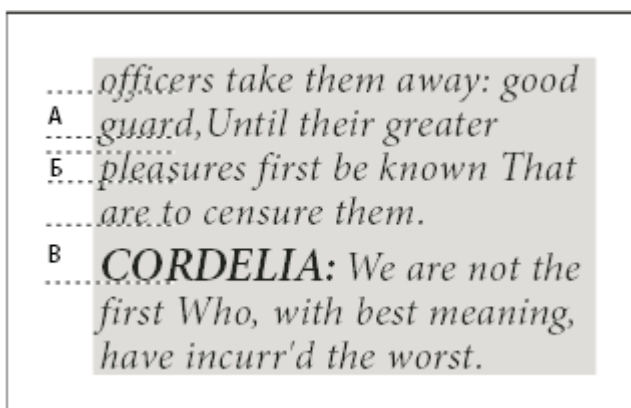 officers take them away: good
А guard,Until their greater
Б pleasures first be known That
are to censure them.
В CORDELIA: We are not the
first Who, with best meaning,
have incurr'd the worst.